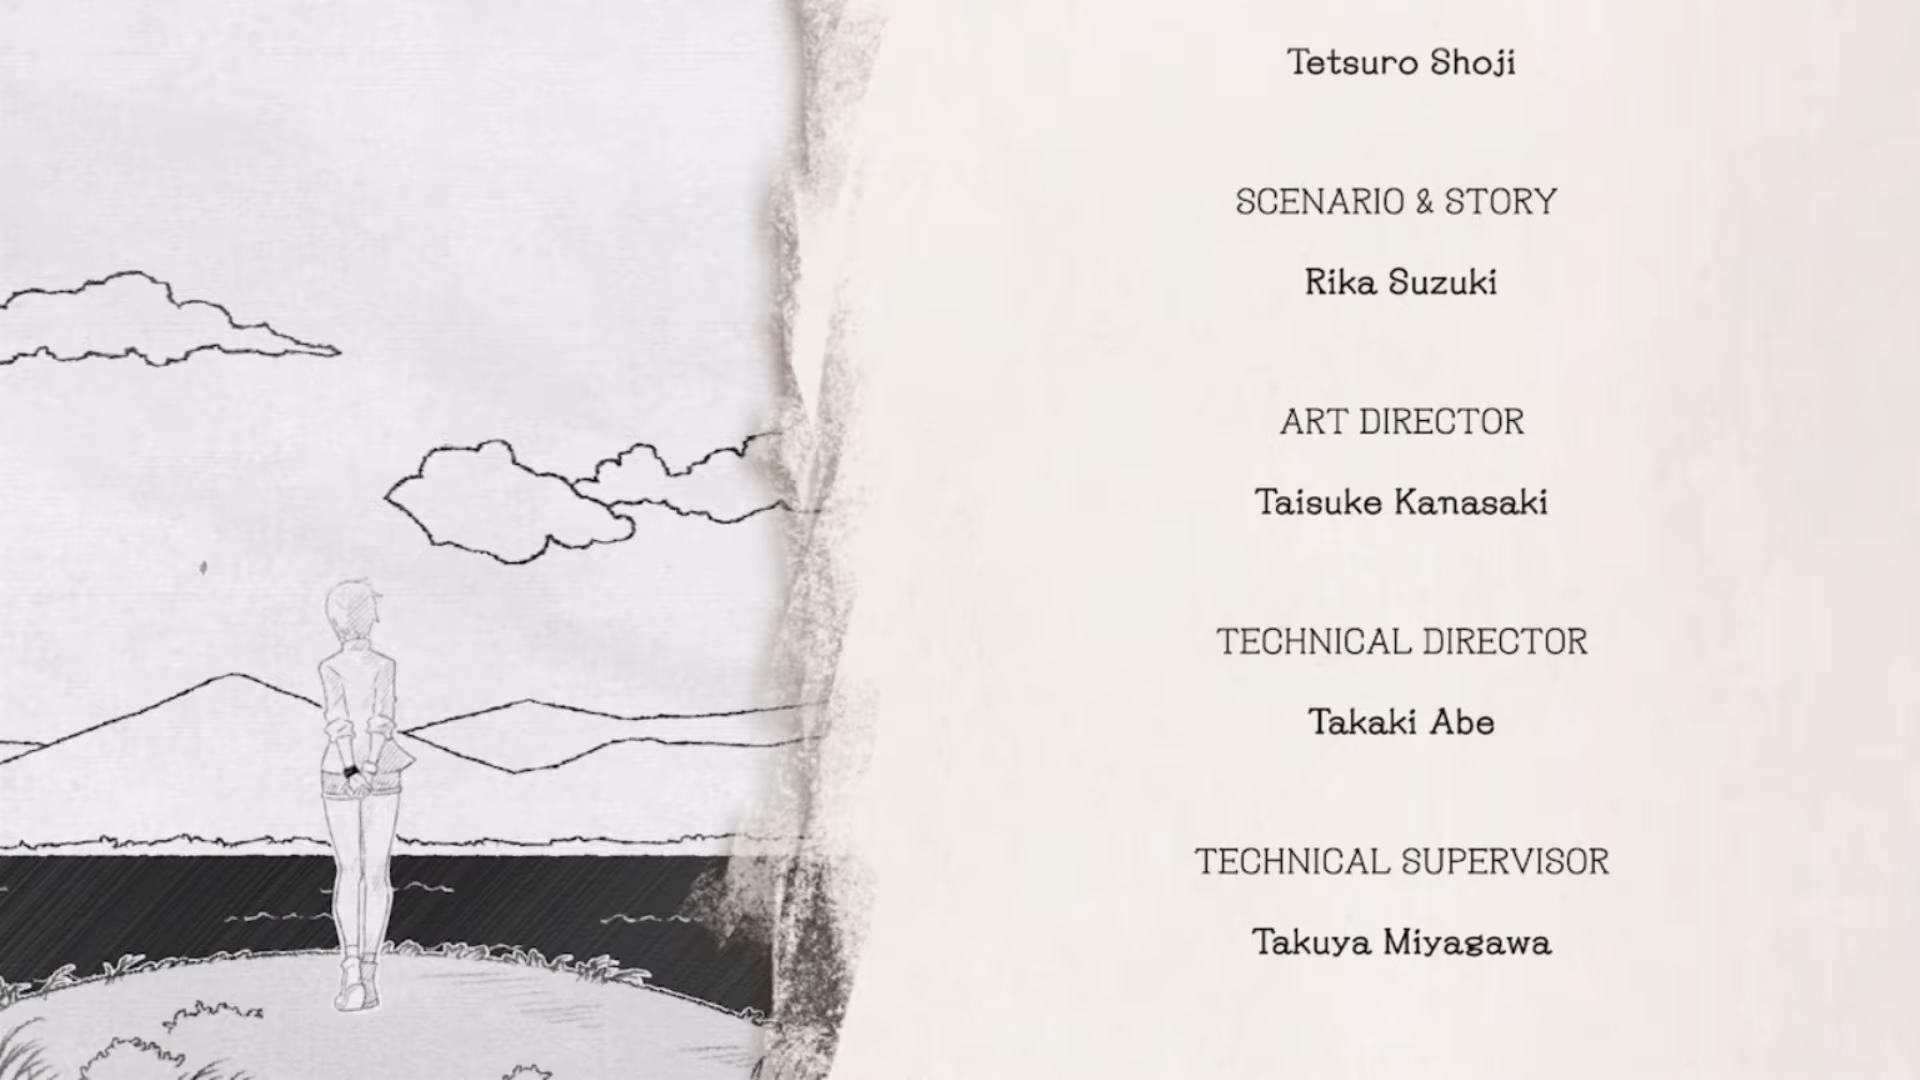 Tetsuro Shoji
SCENARIO & STORY
Rika Suzuki
ART DIRECTOR
Taisuke Kanasaki
TECHNICAL DIRECTOR
Takaki Abe
TECHNICAL SUPERVISOR
Takuya Miyagawa